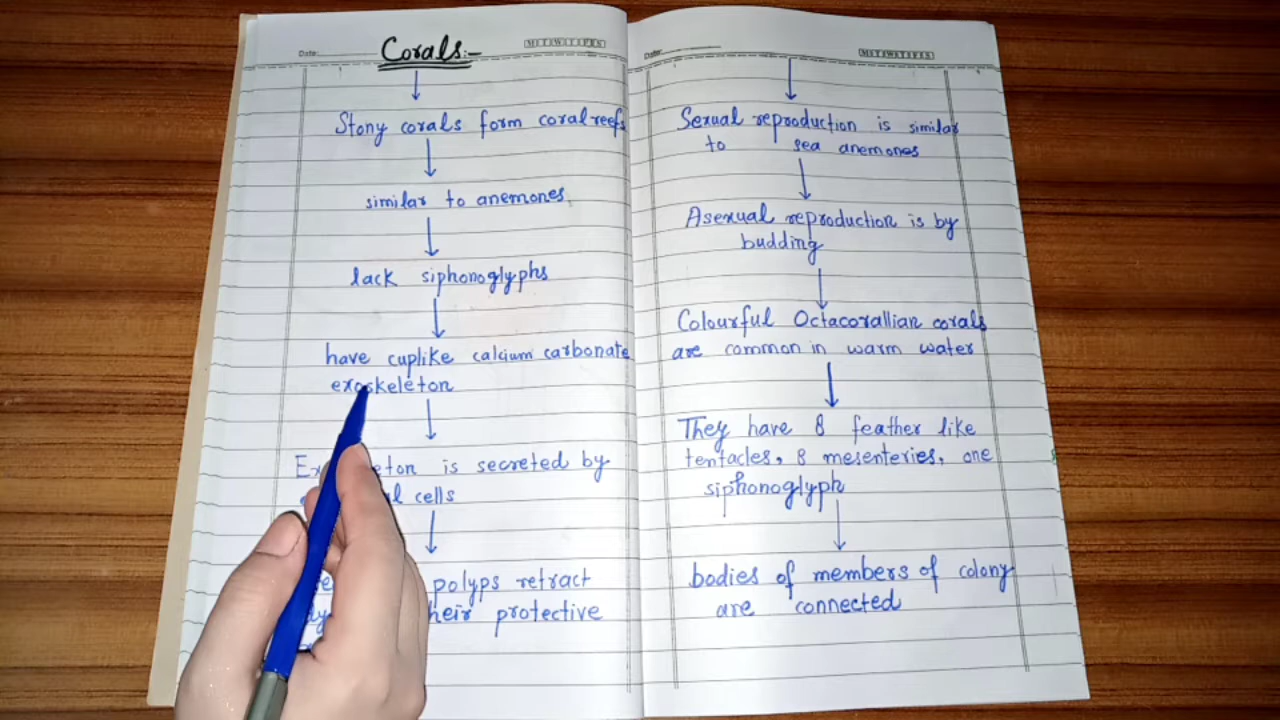 Date:
Corals:-
M T W T F S
Stony corals form coral reefs
similar to anemones
lack siphonoglyphs
have cuplike calcium carbonate
exoskeleton
is secreted by
cells
polyps retract
their protective
Date:
M T W T F S
Sexual reproduction is similar
to sea anemones
Asexual reproduction is by
budding
Colourful Octacorallian corals
are common in warm water
They have 8 feather like
tentacles, 8 mesenteries, one
siphonoglyph
bodies of members of colony
are connected